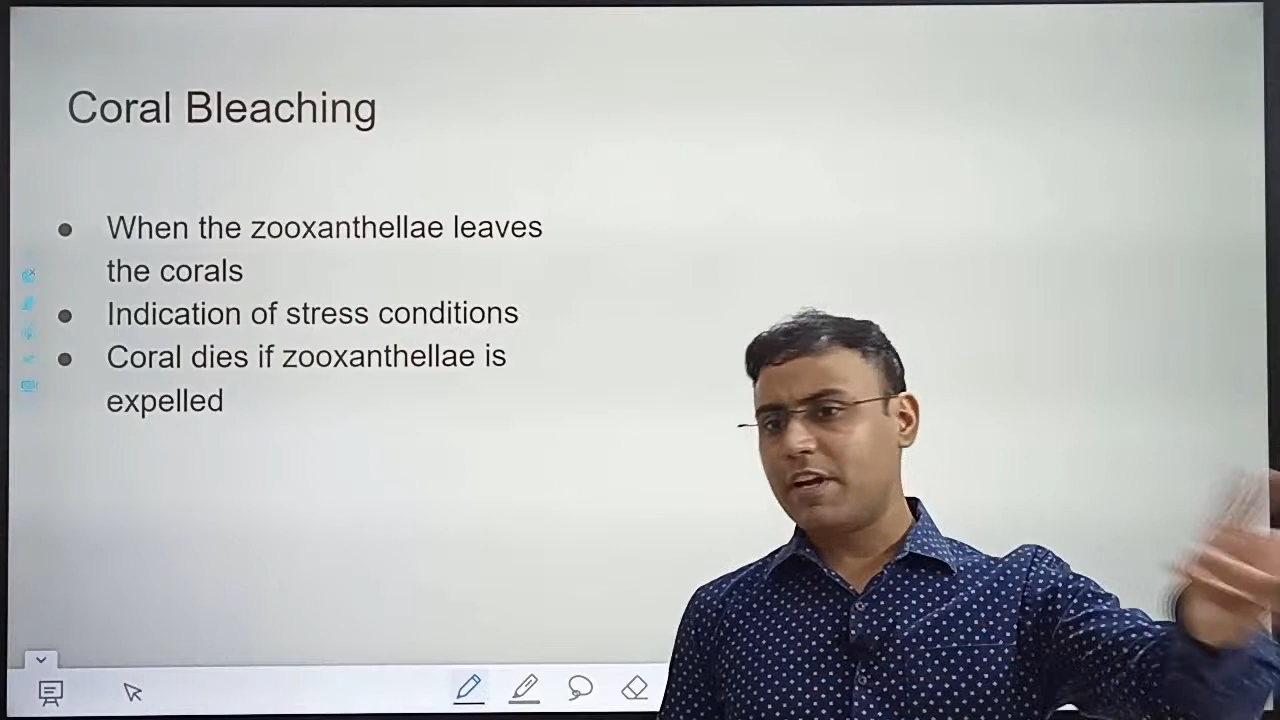 Coral Bleaching
● When the zooxanthellae leaves
the corals
● Indication of stress conditions
● Coral dies if zooxanthellae is
expelled